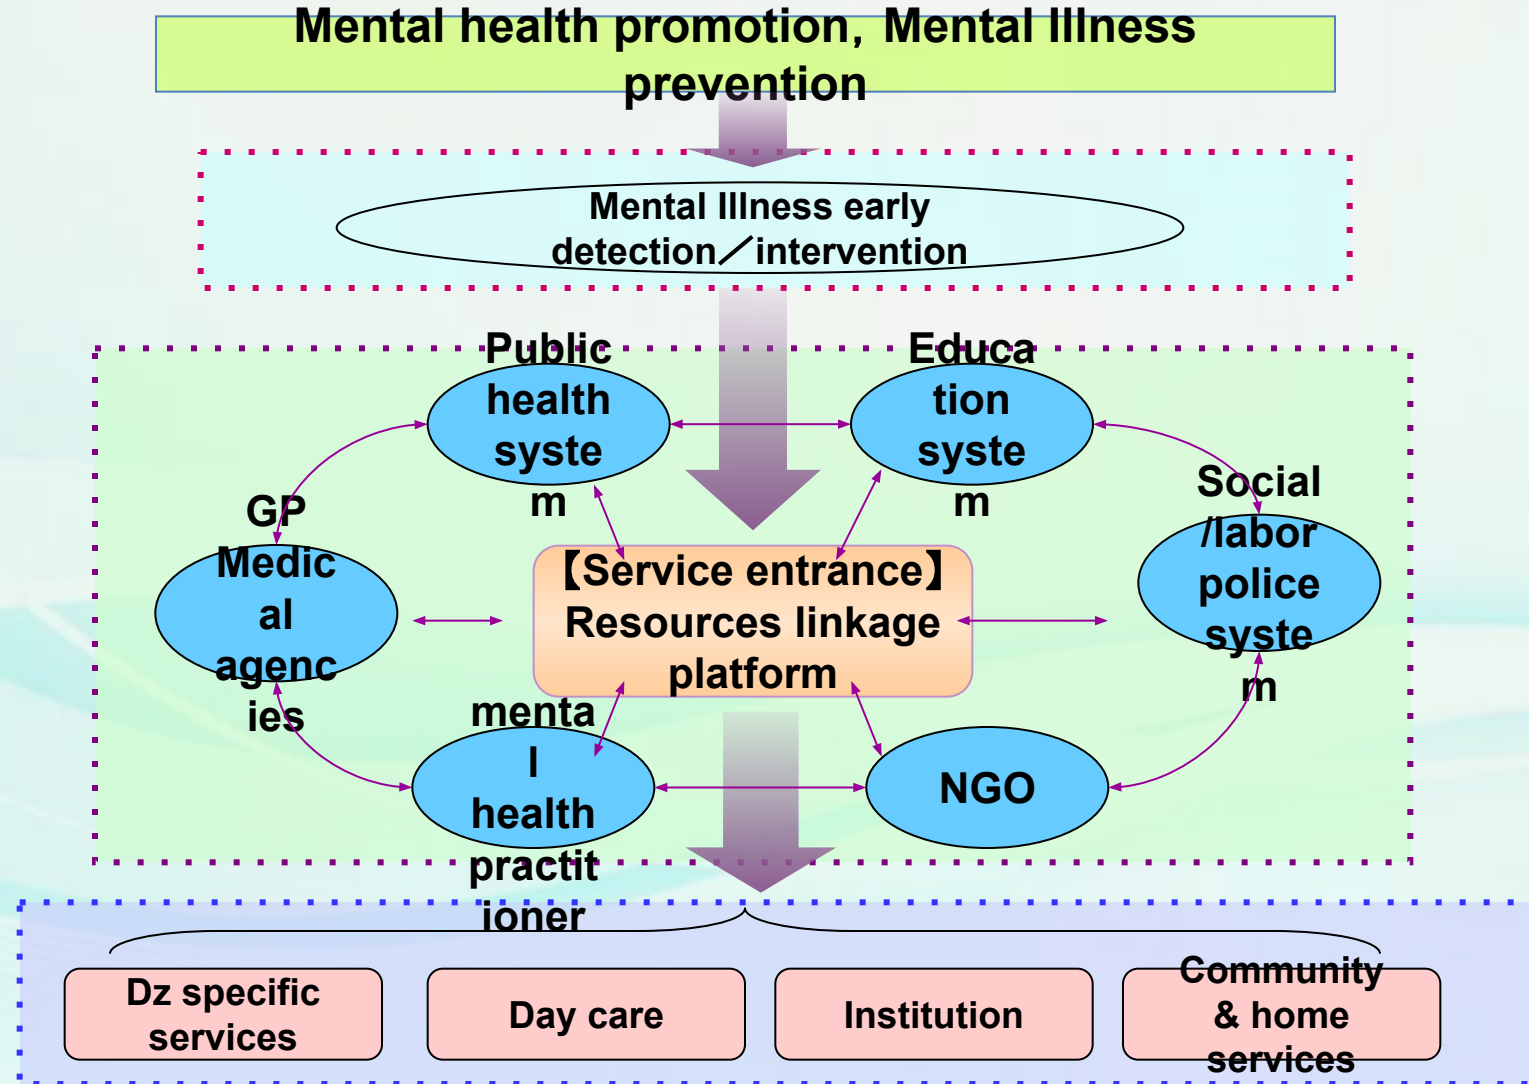 Mental health promotion, Mental Illness
prevention
Mental Illness early
detection／intervention
Public
health
syste
m
Educa
tion
syste
m
GP
Medic
al
agenc
ies
Social
/labor
police
syste
m
【Service entrance】
Resources linkage
platform
menta
l
health
practit
ioner
NGO
Dz specific
services
Day care
Institution
Community
& home
services